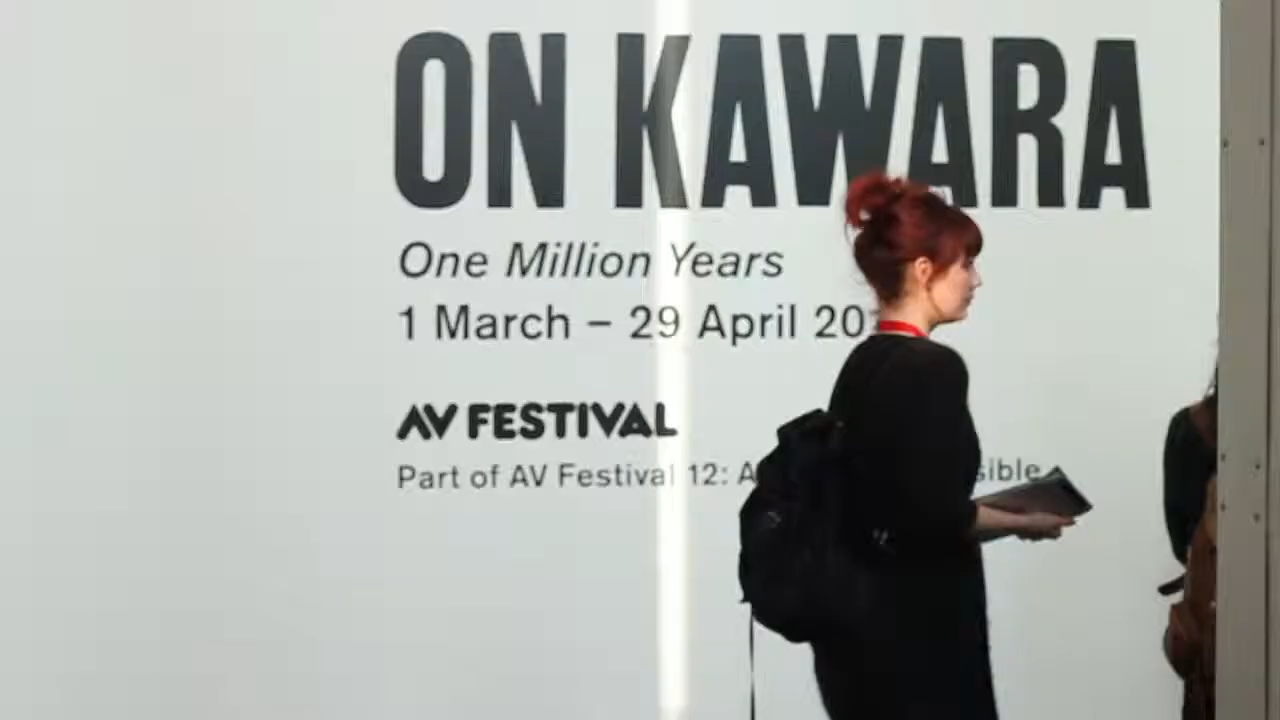 ON KAWARA
One Million Years
1 March – 29 April 20
AV FESTIVAL
Part of AV Festival 12: A sible